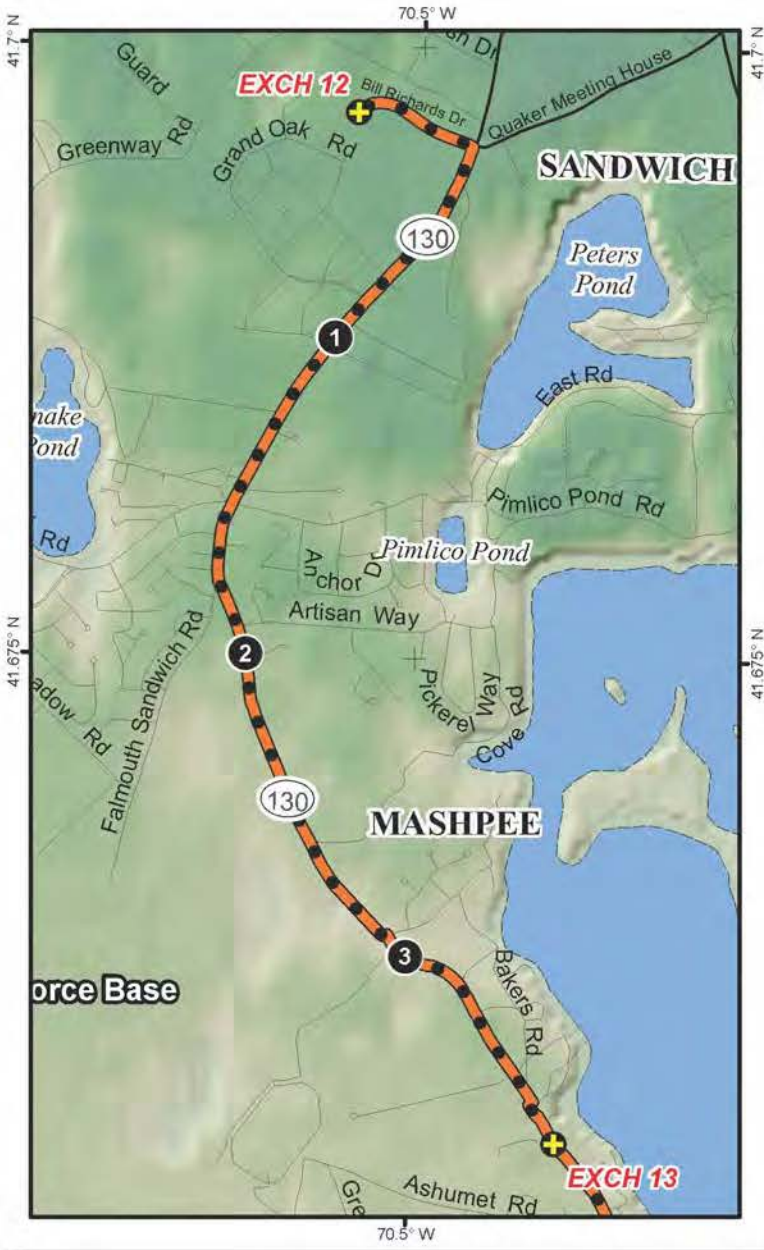 70.5° W
41.7° N
41.7° N
Guard
EXCH 12
Bill Richards Dr
Quaker Meeting House
Greenway Rd
Grand Oak Rd
SANDWICH
130
Peters
Pond
1
East Rd
nake
Pond
Pimlico Pond Rd
Rd
Anchor Dr
Pimlico Pond
Artisan Way
2
41.675° N
41.675° N
Falmouth Sandwich Rd
Pickerel Way
Cove Rd
adow Rd
130
MASHPEE
3
Bakers Rd
orce Base
EXCH 13
Ashumet Rd
Gre
70.5° W